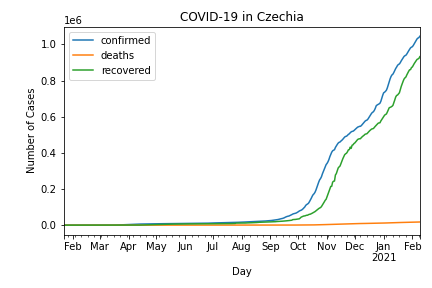 COVID-19 in Czechia
1e6
confirmed
deaths
recovered
1.0
0.8
0.6
0.4
0.2
0.0
Number of Cases
Feb Mar Apr May Jun Jul Aug Sep Oct Nov Dec Jan Feb
2021
Day